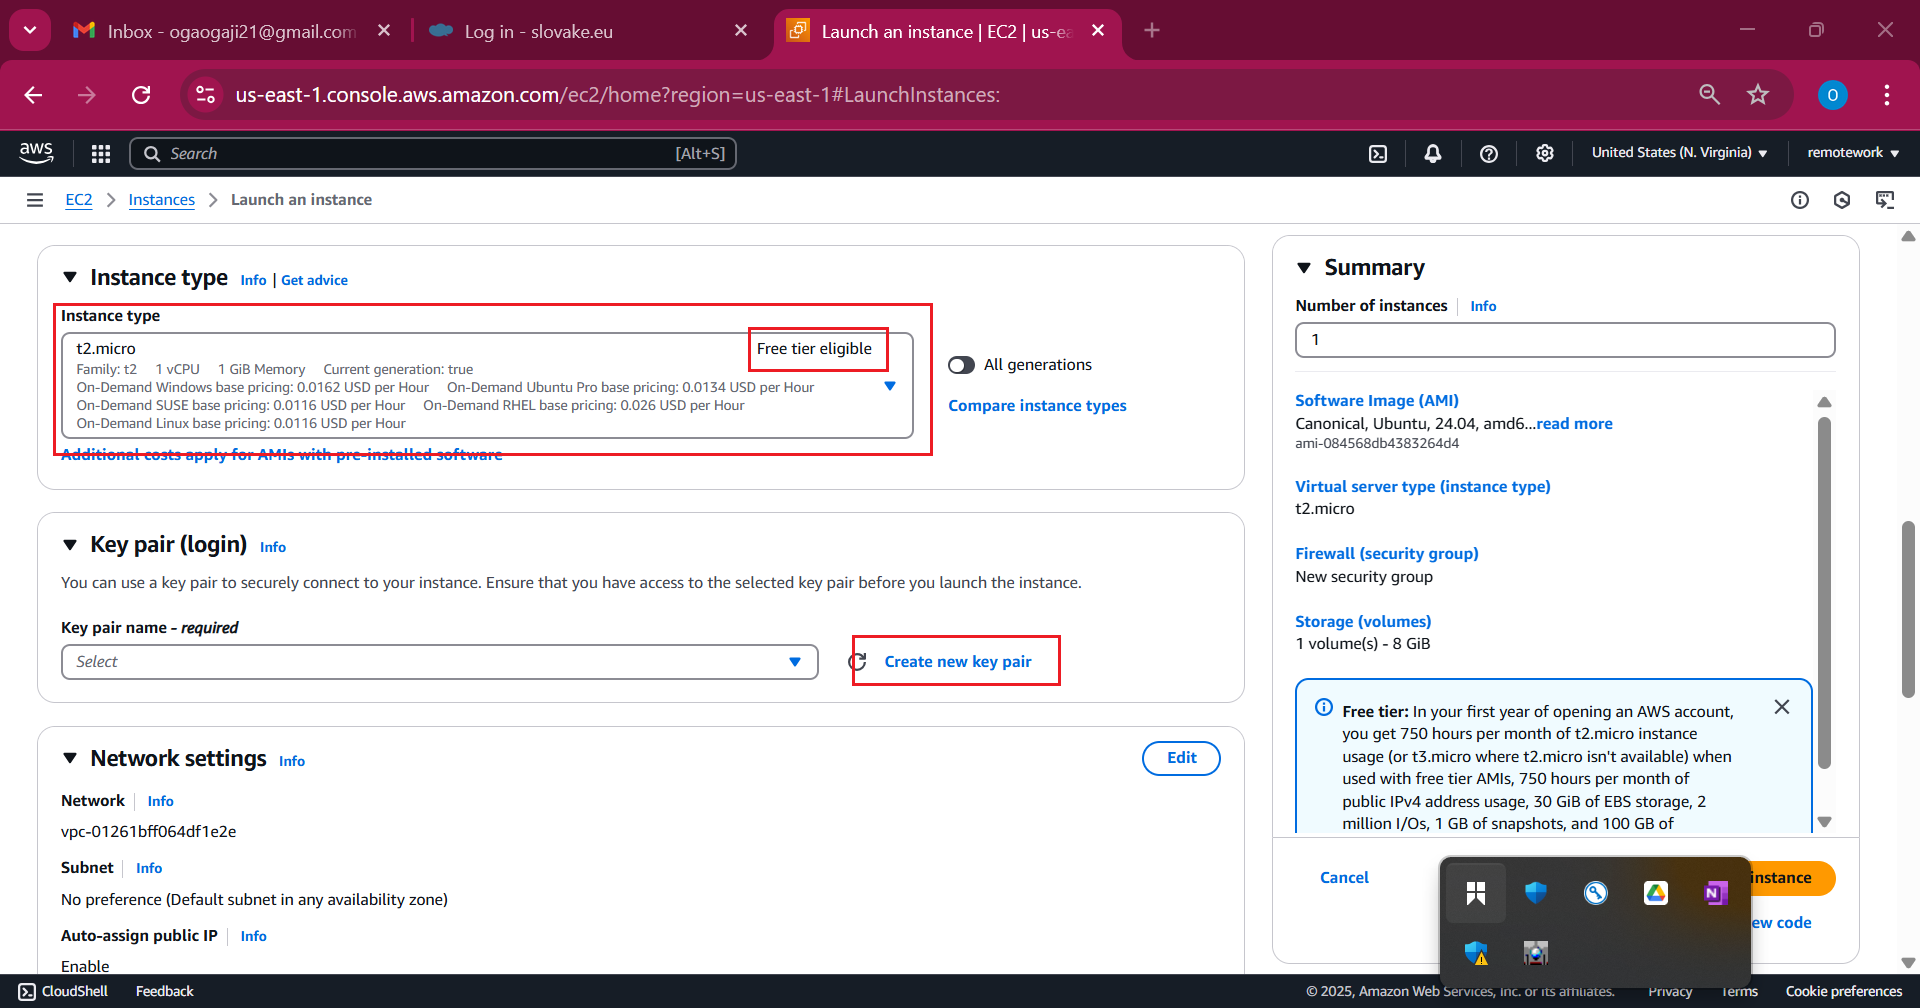 Inbox - ogaogaji21@gmail.com
Log in - slovake.eu
Launch an instance | EC2 | us-ea
us-east-1.console.aws.amazon.com/ec2/home?region=us-east-1#LaunchInstances:
O
aws
Search
[Alt+S]
United States (N. Virginia)
remotework
EC2
Instances
Launch an instance
Instance type
Info | Get advice
Instance type
t2.micro
Free tier eligible
Family: t2 1 vCPU 1 GiB Memory Current generation: true
On-Demand Windows base pricing: 0.0162 USD per Hour On-Demand Ubuntu Pro base pricing: 0.0134 USD per Hour
On-Demand SUSE base pricing: 0.0116 USD per Hour On-Demand RHEL base pricing: 0.026 USD per Hour
On-Demand Linux base pricing: 0.0116 USD per Hour
All generations
Compare instance types
Additional costs apply for AMIs with pre-installed software
Key pair (login)
Info
You can use a key pair to securely connect to your instance. Ensure that you have access to the selected key pair before you launch the instance.
Key pair name - required
Select
Create new key pair
Network settings
Info
Edit
Network
Info
vpc-01261bff064df1e2e
Subnet
Info
No preference (Default subnet in any availability zone)
Auto-assign public IP
Info
Enable
Summary
Number of instances
Info
1
Software Image (AMI)
Canonical, Ubuntu, 24.04, amd6...read more
ami-084568db4383264d4
Virtual server type (instance type)
t2.micro
Firewall (security group)
New security group
Storage (volumes)
1 volume(s) - 8 GiB
Free tier: In your first year of opening an AWS account,
you get 750 hours per month of t2.micro instance
usage (or t3.micro where t2.micro isn't available) when
used with free tier AMIs, 750 hours per month of
public IPv4 address usage, 30 GiB of EBS storage, 2
million I/Os, 1 GB of snapshots, and 100 GB of
Cancel
instance
ew code
N
CloudShell
Feedback
© 2025, Amazon Web Services, Inc. or its affiliates.
Privacy
Terms
Cookie preferences